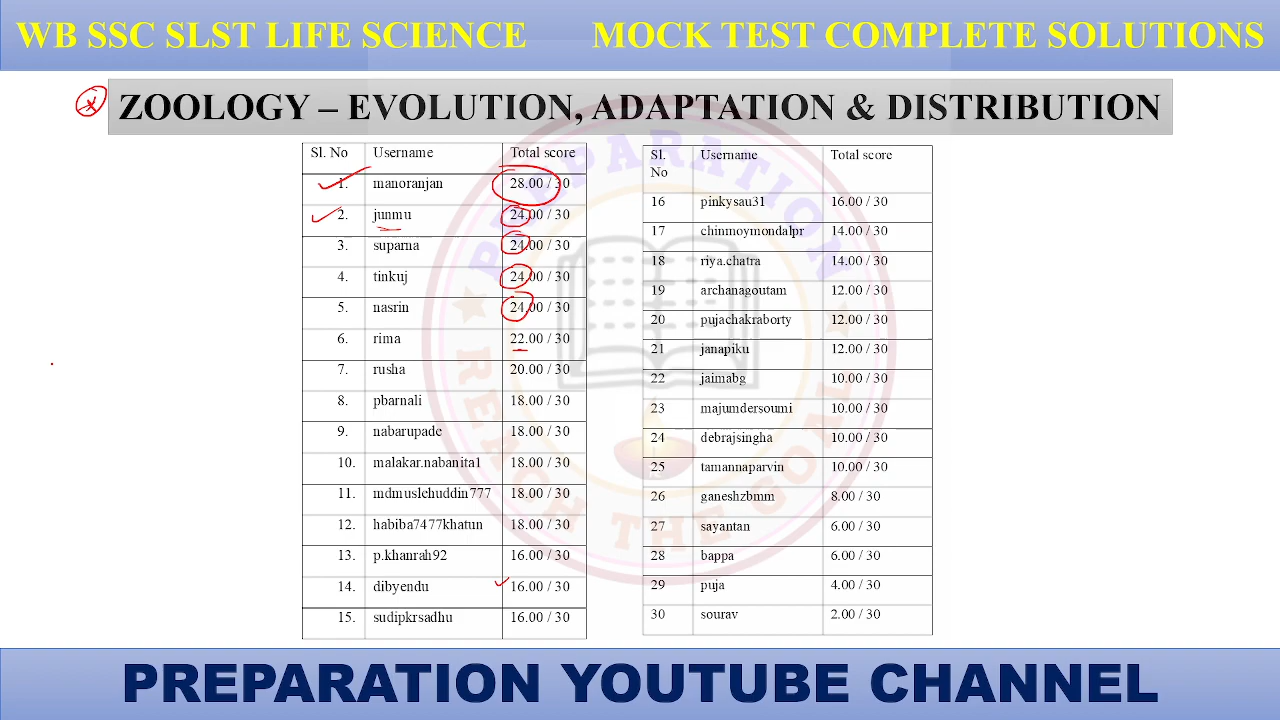 WB SSC SLST LIFE SCIENCE MOCK TEST COMPLETE SOLUTIONS
ZOOLOGY – EVOLUTION, ADAPTATION & DISTRIBUTION
Sl. No Username Total score
1. manoranjan 28.00 / 30
2. junmu 24.00 / 30
3. suparna 24.00 / 30
4. tinkuj 24.00 / 30
5. nasrin 24.00 / 30
6. rima 22.00 / 30
7. rusha 20.00 / 30
8. pbarnali 18.00 / 30
9. nabarupade 18.00 / 30
10. malakar.nabanita1 18.00 / 30
11. mdmuslehuddin777 18.00 / 30
12. habiba7477khatun 18.00 / 30
13. p.khanrah92 16.00 / 30
14. dibyendu 16.00 / 30
15. sudipkrsadhu 16.00 / 30
Sl. No Username Total score
16 pinkysau31 16.00 / 30
17 chinmoymondalpr 14.00 / 30
18 riya.chatra 14.00 / 30
19 archanagoutam 12.00 / 30
20 pujachakraborty 12.00 / 30
21 janapiku 12.00 / 30
22 jaimabg 10.00 / 30
23 majumdersoumi 10.00 / 30
24 debrajsingha 10.00 / 30
25 tamannaparvin 10.00 / 30
26 ganeshzbmm 8.00 / 30
27 sayantan 6.00 / 30
28 bappa 6.00 / 30
29 puja 4.00 / 30
30 sourav 2.00 / 30
PREPARATION
REACH THE GOAL
PREPARATION YOUTUBE CHANNEL